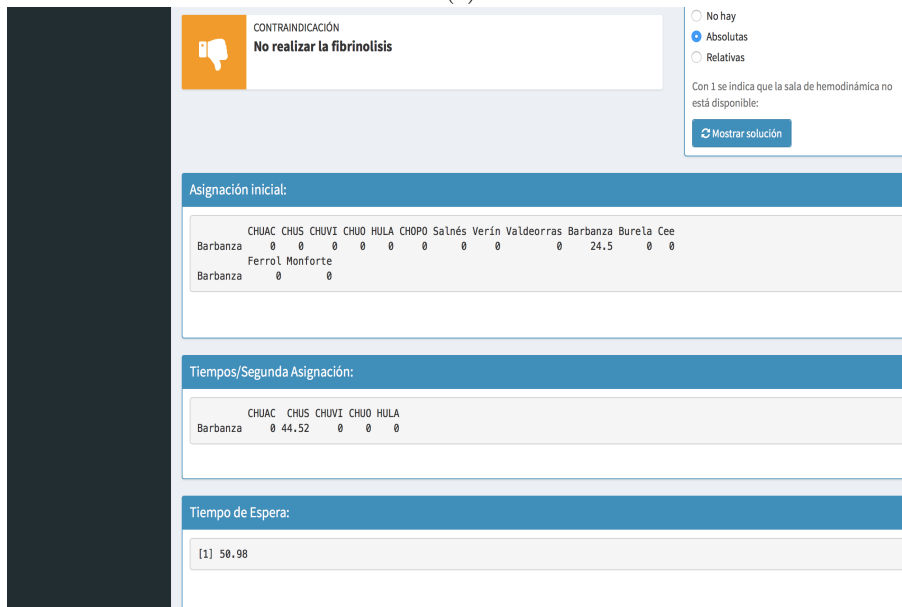 CONTRAINDICACIÓN
No realizar la fibrinolisis
No hay
Absolutas
Relativas
Con 1 se indica que la sala de hemodinámica no
está disponible:
Mostrar solución
Asignación inicial:
CHUAC CHUS CHUVI CHUO HULA CHOPO Salnés Verín Valdeorras Barbanza Burela Cee
Barbanza 0 0 0 0 0 0 0 0 0 24.5 0 0
Ferrol Monforte
Barbanza 0 0
Tiempos/Segunda Asignación:
CHUAC CHUS CHUVI CHUO HULA
Barbanza 0 44.52 0 0 0
Tiempo de Espera:
[1] 50.98